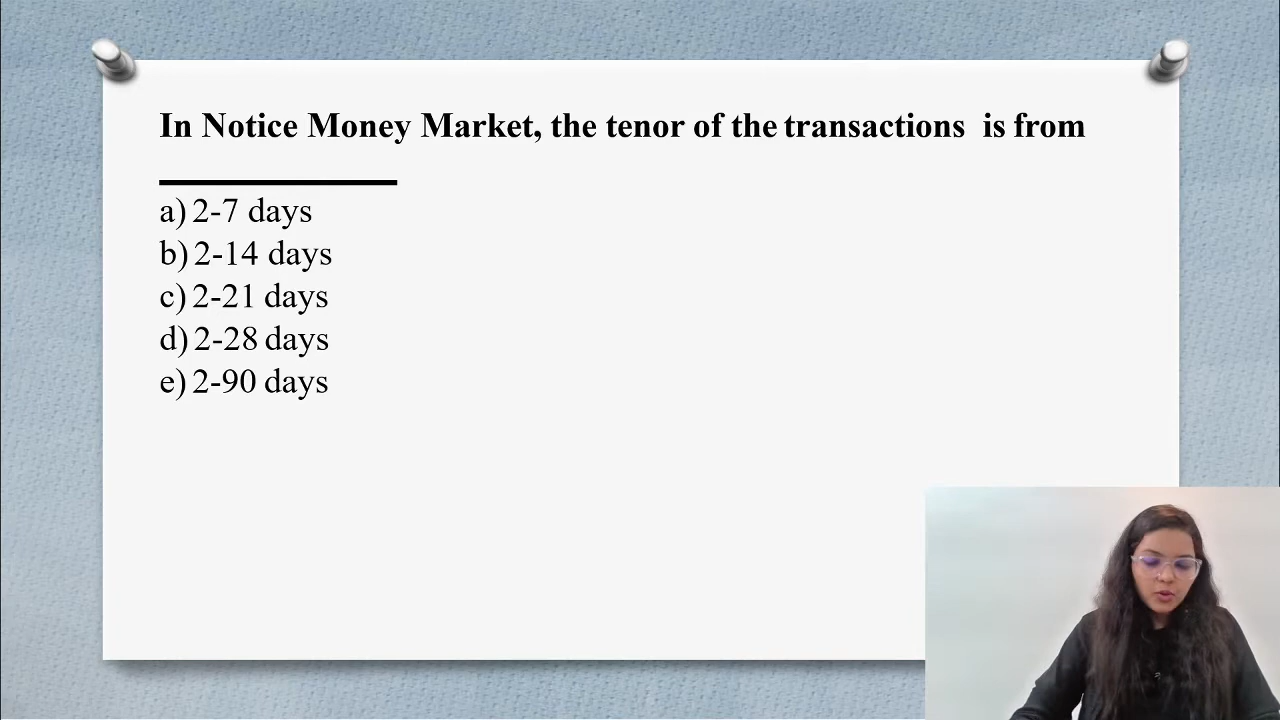 In Notice Money Market, the tenor of the transactions is from
____________
a) 2-7 days
b) 2-14 days
c) 2-21 days
d) 2-28 days
e) 2-90 days